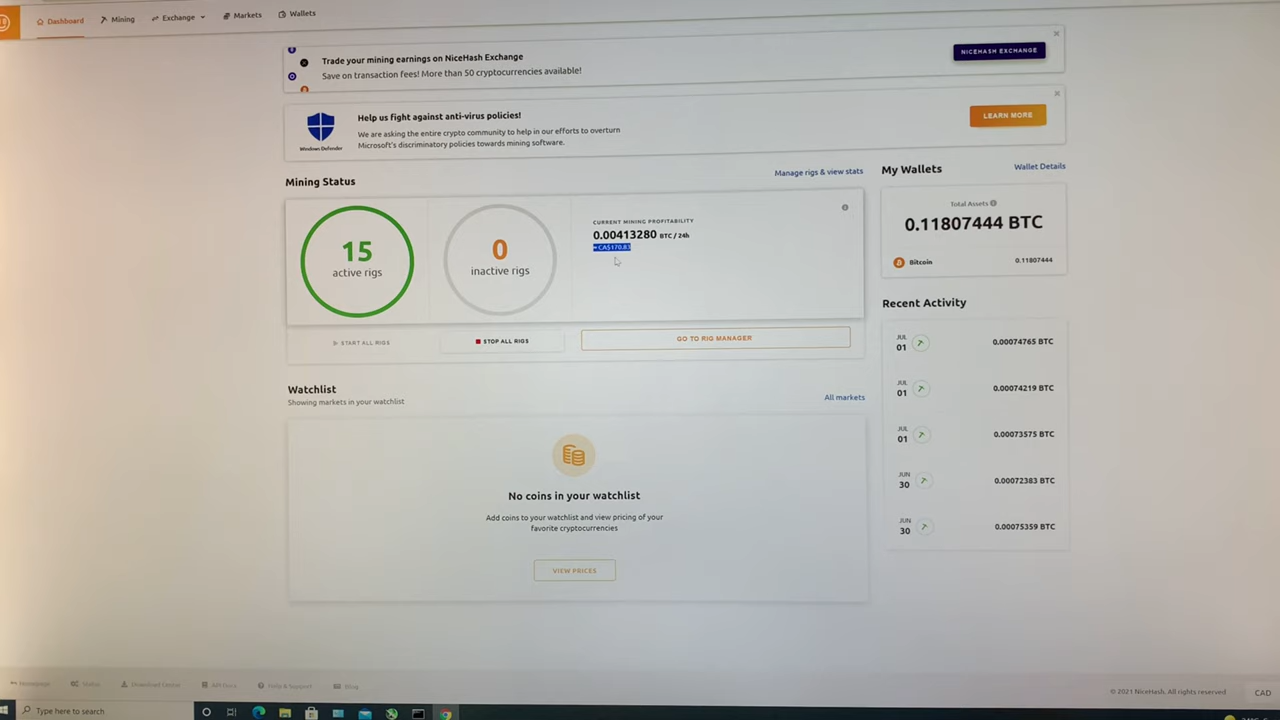 Dashboard
Mining
Exchange
Markets
Wallets
Trade your mining earnings on NiceHash Exchange
Save on transaction fees! More than 50 cryptocurrencies available!
NICEHASH EXCHANGE
Help us fight against anti-virus policies!
We are asking the entire crypto community to help in our efforts to overturn
Microsoft's discriminatory policies towards mining software.
Windows Defender
LEARN MORE
Mining Status
Manage rigs & view stats
15
active rigs
0
inactive rigs
CURRENT MINING PROFITABILITY
0.00413280 BTC / 24h
≈ CA$170.83
START ALL RIGS
STOP ALL RIGS
GO TO RIG MANAGER
My Wallets
Wallet Details
Total Assets
0.11807444 BTC
Bitcoin
0.11807444
Recent Activity
JUL
01
0.00074765 BTC
JUL
01
0.00074219 BTC
JUL
01
0.00073575 BTC
JUN
30
0.00072383 BTC
JUN
30
0.00075359 BTC
Watchlist
Showing markets in your watchlist
All markets
No coins in your watchlist
Add coins to your watchlist and view pricing of your
favorite cryptocurrencies
VIEW PRICES
Help & Support
Blog
© 2021 NiceHash. All rights reserved
CAD
Type here to search